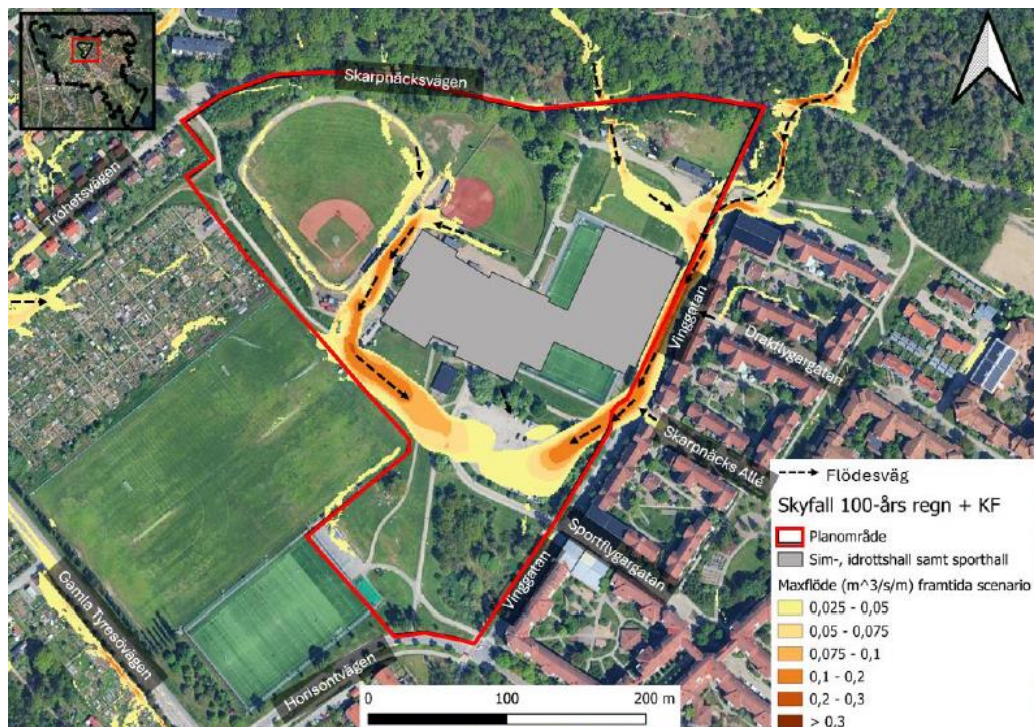 Skarpnäcksvägen
Trohetsvägen
Vinggatan
Drakflygargatan
Skarpnäcks Allé
Sportflygargatan
Vinggatan
Gamla Tyresövägen
Horisontvägen
0 100 200 m
Flödesväg
Skyfall 100-års regn + KF
Planområde
Sim-, idrottshall samt sporthall
Maxflöde (m^3/s/m) framtida scenario
0,025 - 0,05
0,05 - 0,075
0,075 - 0,1
0,1 - 0,2
0,2 - 0,3
> 0,3